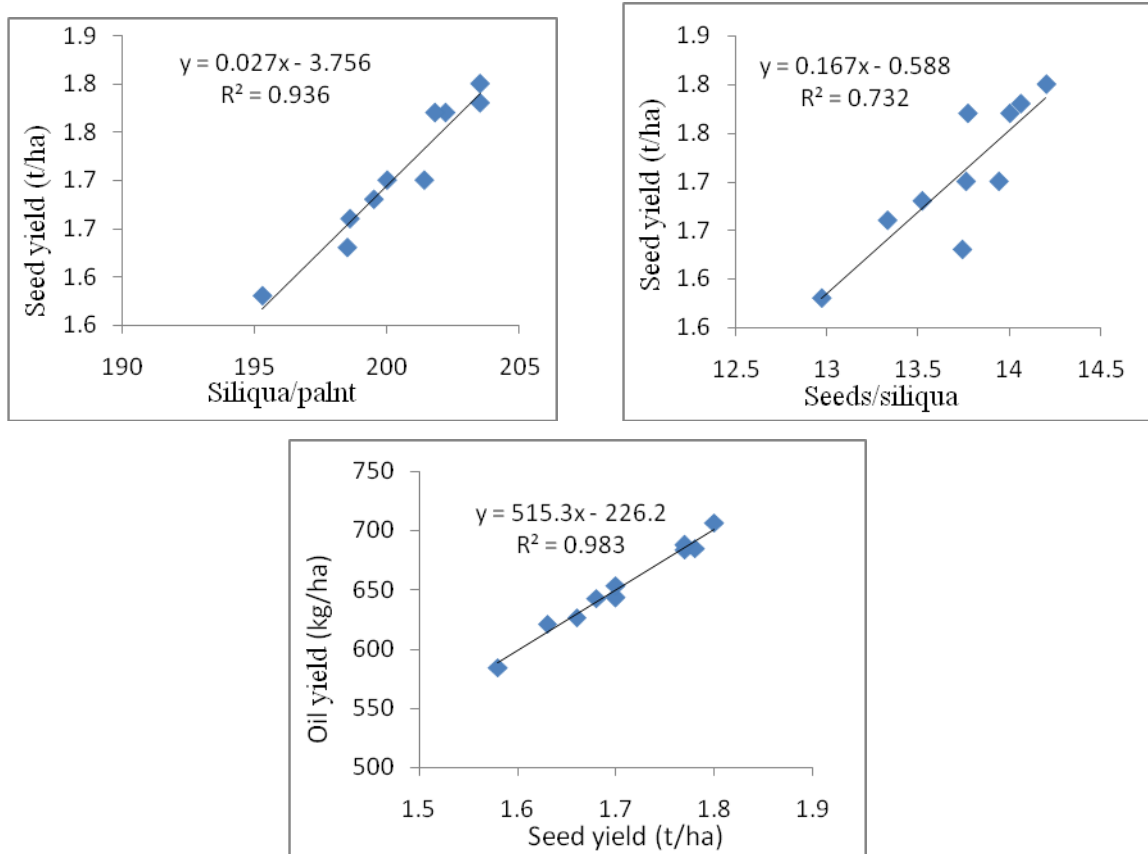 1.9
1.8
1.8
1.7
1.7
1.6
1.6
Seed yield (t/ha)
y = 0.027x - 3.756
R² = 0.936
190
195
200
205
Siliqua/palnt
1.9
1.8
1.8
1.7
1.7
1.6
1.6
Seed yield (t/ha)
y = 0.167x - 0.588
R² = 0.732
12.5
13
13.5
14
14.5
Seeds/siliqua
750
700
650
600
550
500
Oil yield (kg/ha)
y = 515.3x - 226.2
R² = 0.983
1.5
1.6
1.7
1.8
1.9
Seed yield (t/ha)